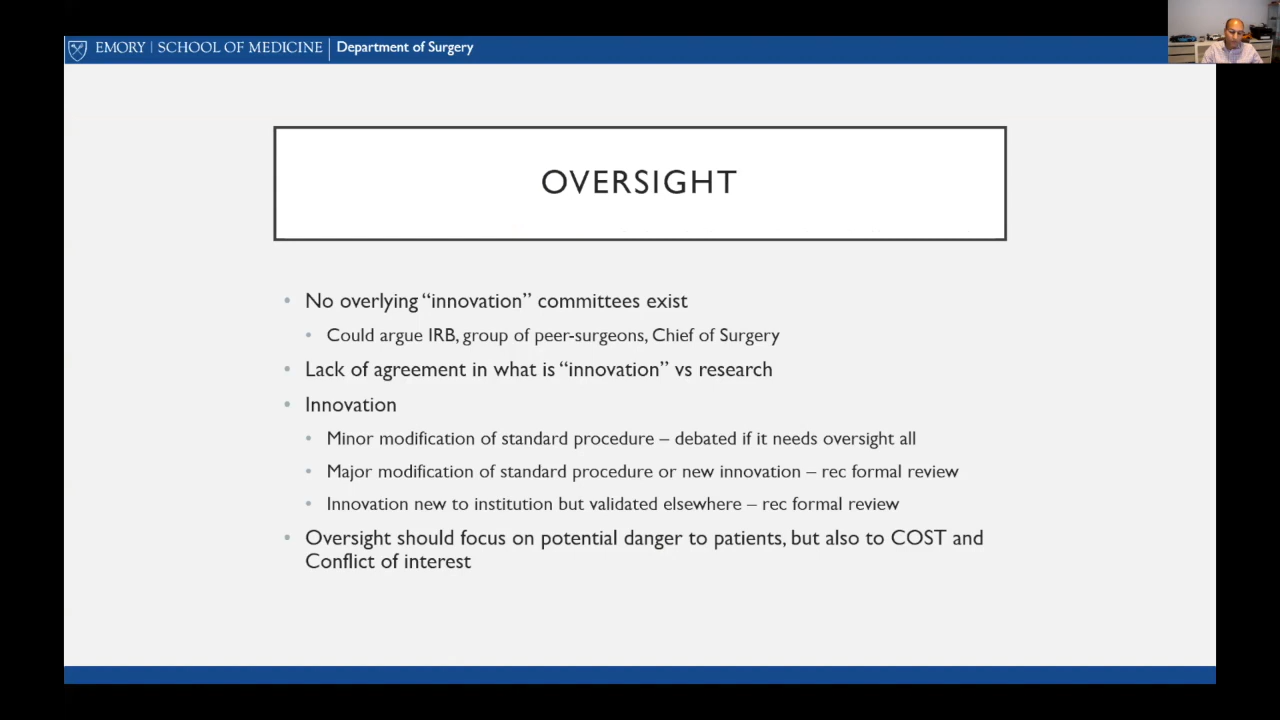 EMORY | SCHOOL OF MEDICINE | Department of Surgery
OVERSIGHT
• No overlying “innovation” committees exist
• Could argue IRB, group of peer-surgeons, Chief of Surgery
• Lack of agreement in what is “innovation” vs research
• Innovation
• Minor modification of standard procedure – debated if it needs oversight all
• Major modification of standard procedure or new innovation – rec formal review
• Innovation new to institution but validated elsewhere – rec formal review
• Oversight should focus on potential danger to patients, but also to COST and
Conflict of interest